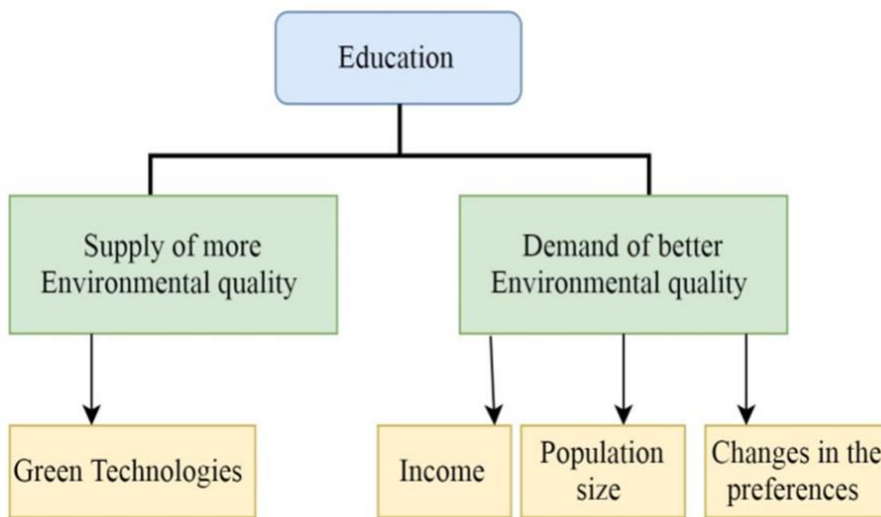 Education
Supply of more
Environmental quality
Demand of better
Environmental quality
Green Technologies
Income
Population
size
Changes in the
preferences